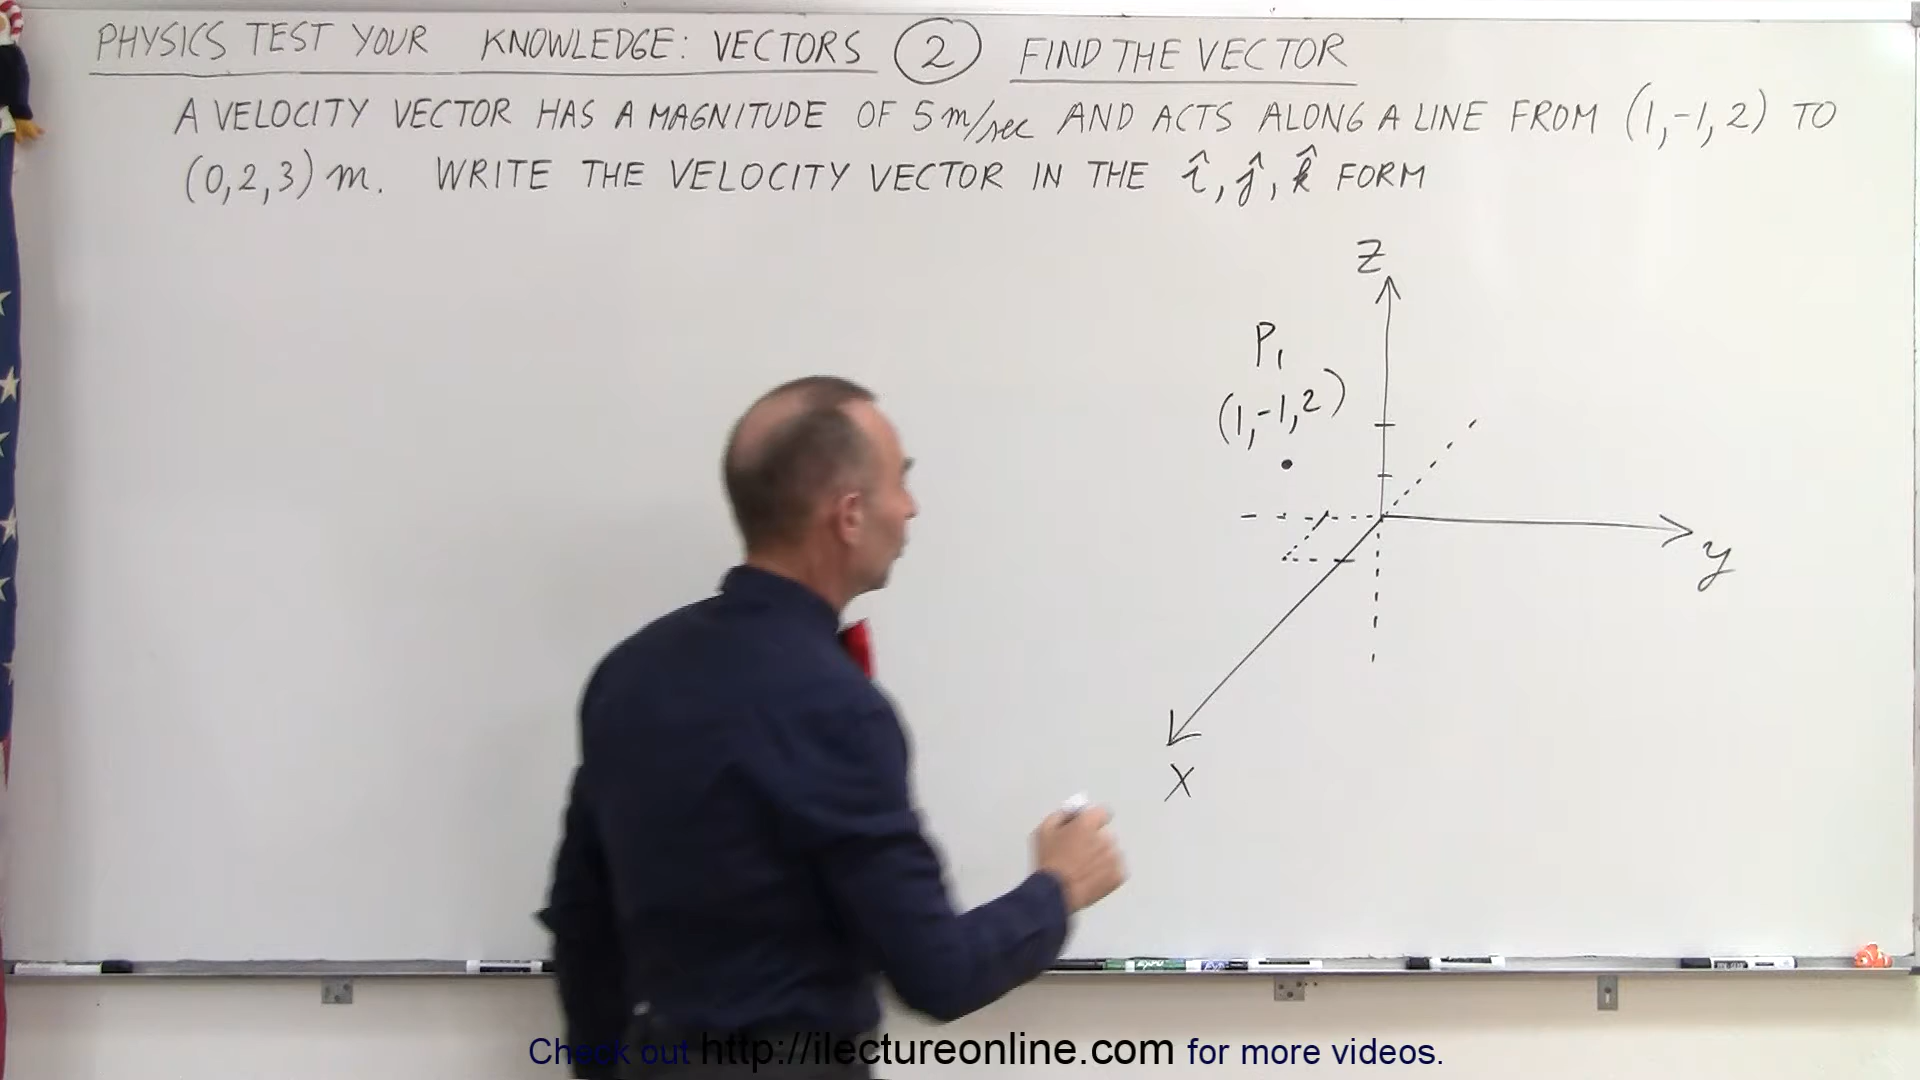 PHYSICS TEST YOUR KNOWLEDGE: VECTORS 2 FIND THE VECTOR
A VELOCITY VECTOR HAS A MAGNITUDE OF 5 m/sec AND ACTS ALONG A LINE FROM (1,-1,2) TO
(0,2,3) m. WRITE THE VELOCITY VECTOR IN THE î, ĵ, k̂ FORM
Z
P₁
(1,-1,2)
y
X
Check out http://ilectureonline.com for more videos.